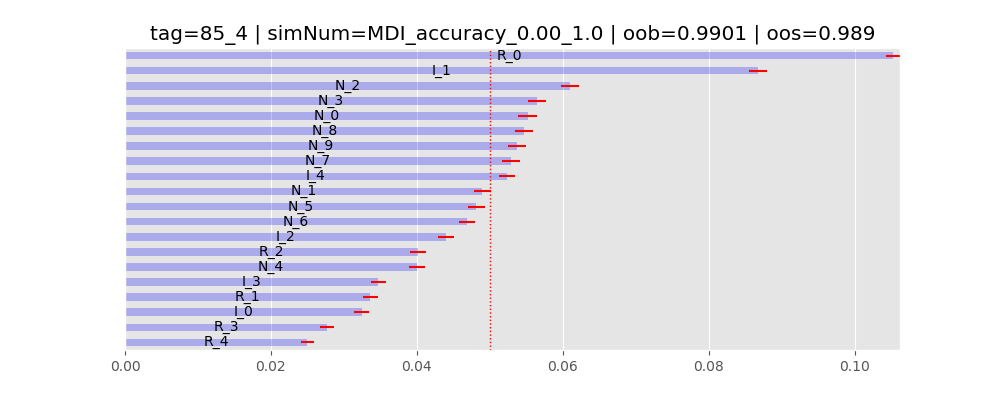 tag=85_4 | simNum=MDI_accuracy_0.00_1.0 | oob=0.9901 | oos=0.989
R_0
I_1
N_2
N_3
N_0
N_8
N_9
N_7
I_4
N_1
N_5
N_6
I_2
R_2
N_4
I_3
R_1
I_0
R_3
R_4
0.00 0.02 0.04 0.06 0.08 0.10